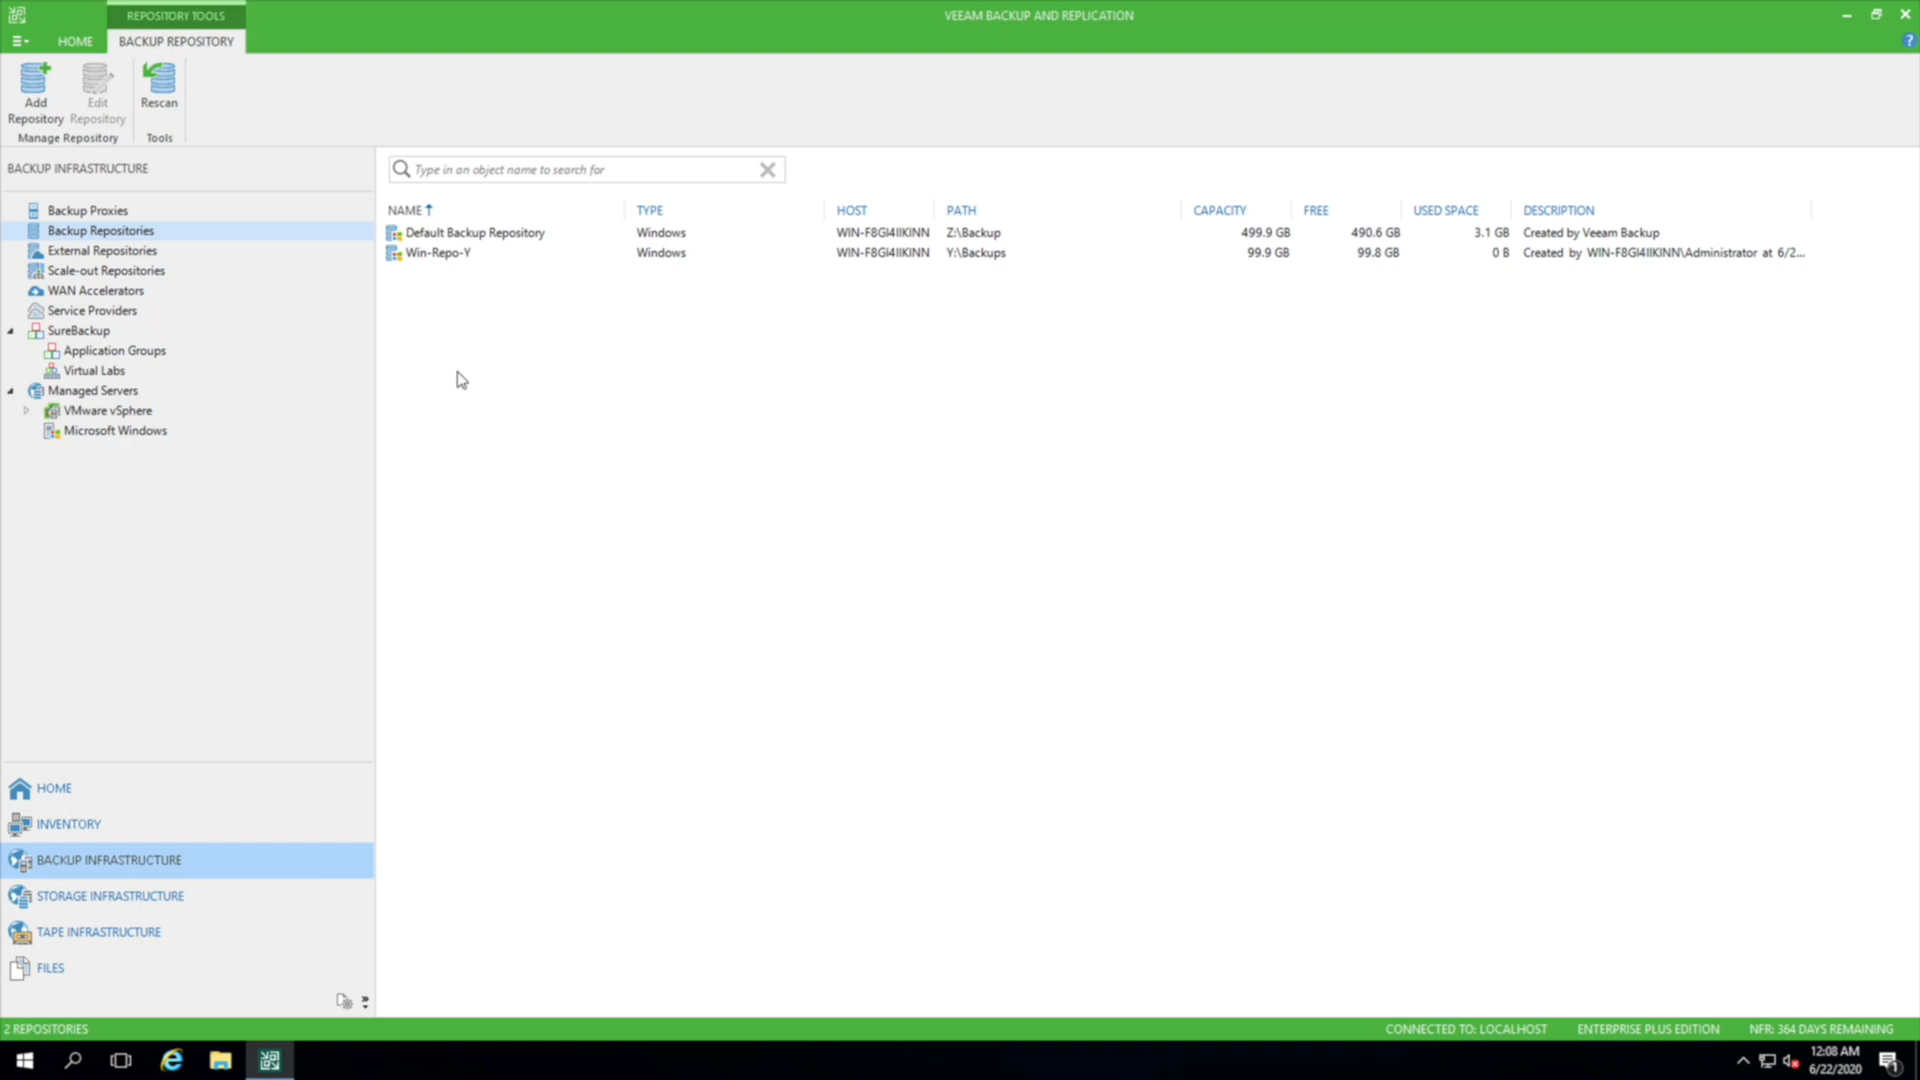 REPOSITORY TOOLS
VEEAM BACKUP AND REPLICATION
HOME
BACKUP REPOSITORY
?
Add Repository
Edit Repository
Rescan
Manage Repository
Tools
BACKUP INFRASTRUCTURE
Type in an object name to search for
Backup Proxies
Backup Repositories
External Repositories
Scale-out Repositories
WAN Accelerators
Service Providers
SureBackup
Application Groups
Virtual Labs
Managed Servers
VMware vSphere
Microsoft Windows
NAME TYPE HOST PATH CAPACITY FREE USED SPACE DESCRIPTION
Default Backup Repository Windows WIN-F8GI4IIKINN Z:\Backup 499.9 GB 490.6 GB 3.1 GB Created by Veeam Backup
Win-Repo-Y Windows WIN-F8GI4IIKINN Y:\Backups 99.9 GB 99.8 GB 0 B Created by WIN-F8GI4IIKINN\Administrator at 6/2...
HOME
INVENTORY
BACKUP INFRASTRUCTURE
STORAGE INFRASTRUCTURE
TAPE INFRASTRUCTURE
FILES
2 REPOSITORIES
CONNECTED TO: LOCALHOST
ENTERPRISE PLUS EDITION
NFR: 364 DAYS REMAINING
12:08 AM
6/22/2020
1